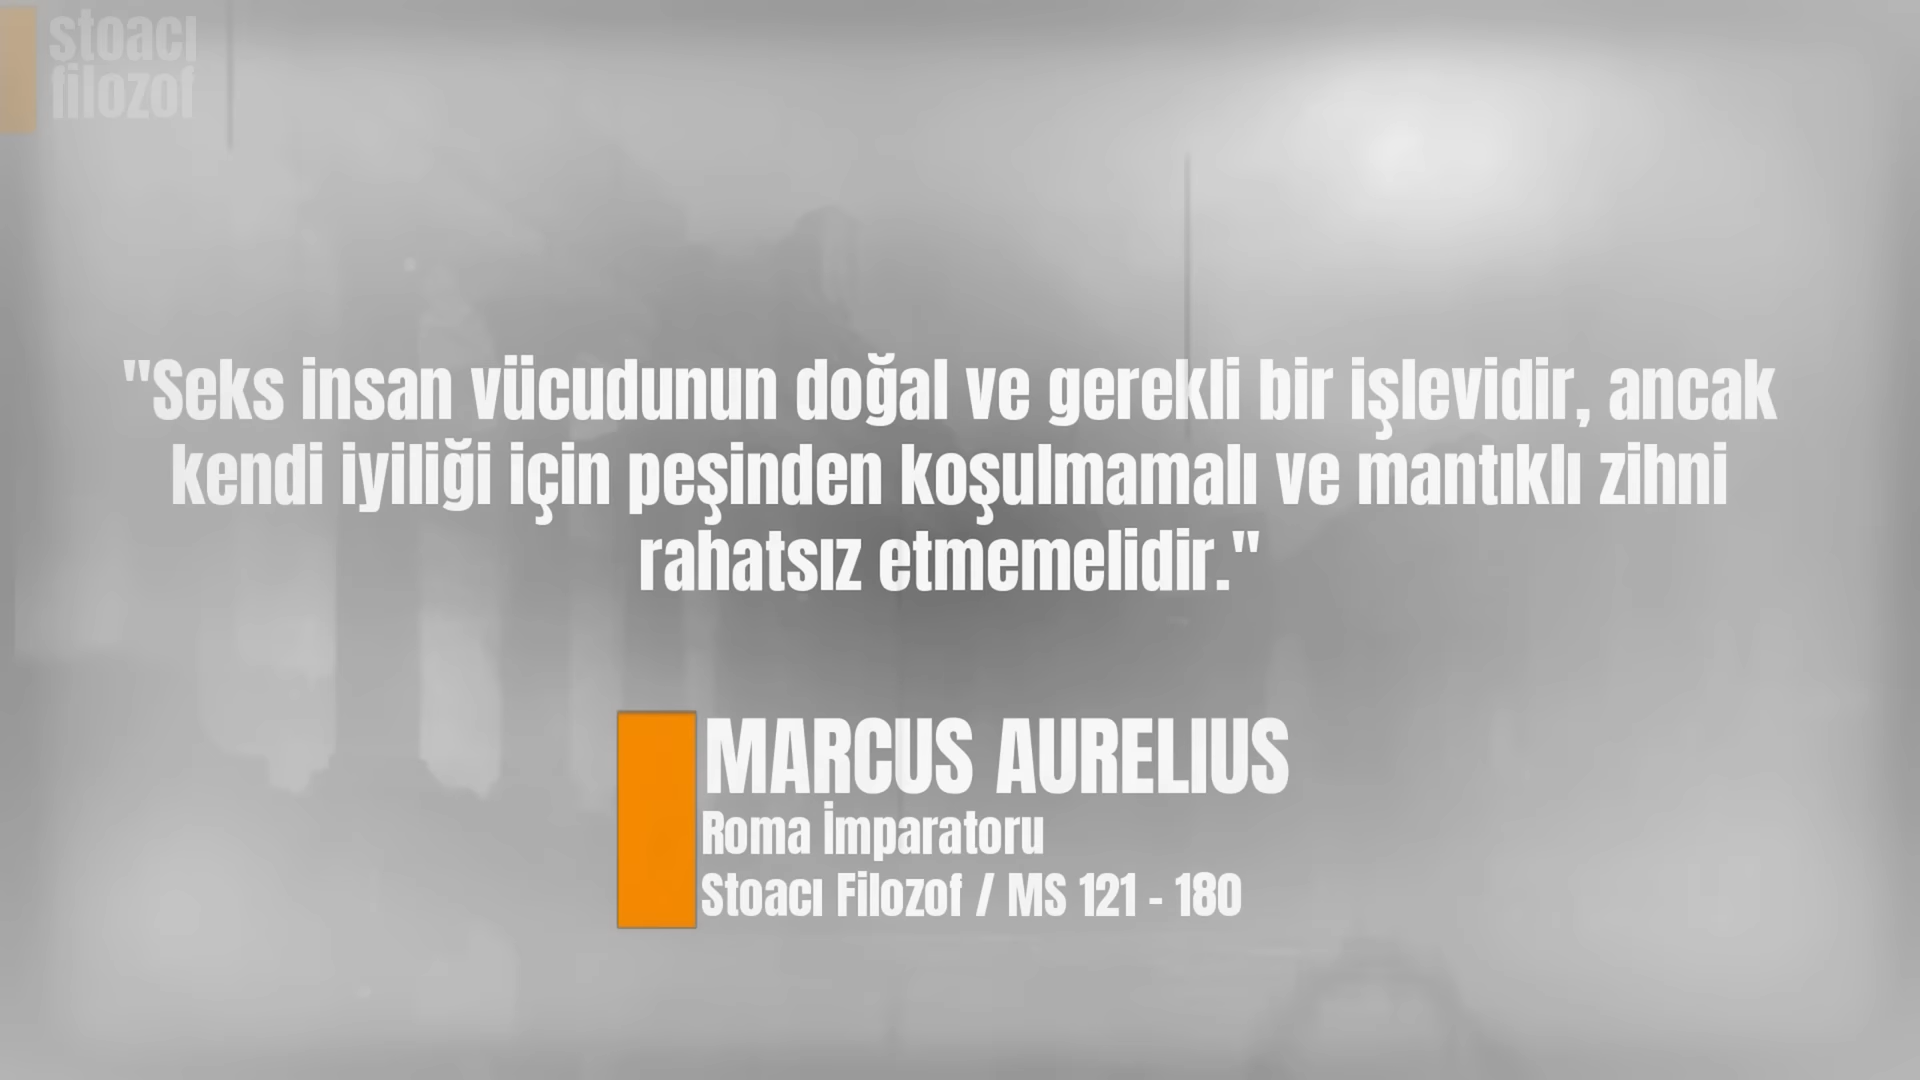 stoacı
filozof
"Seks insan vücudunun doğal ve gerekli bir işlevidir, ancak
kendi iyiliği için peşinden koşulmamalı ve mantıklı zihni
rahatsız etmemelidir."
MARCUS AURELIUS
Roma İmparatoru
Stoacı Filozof / MS 121 - 180